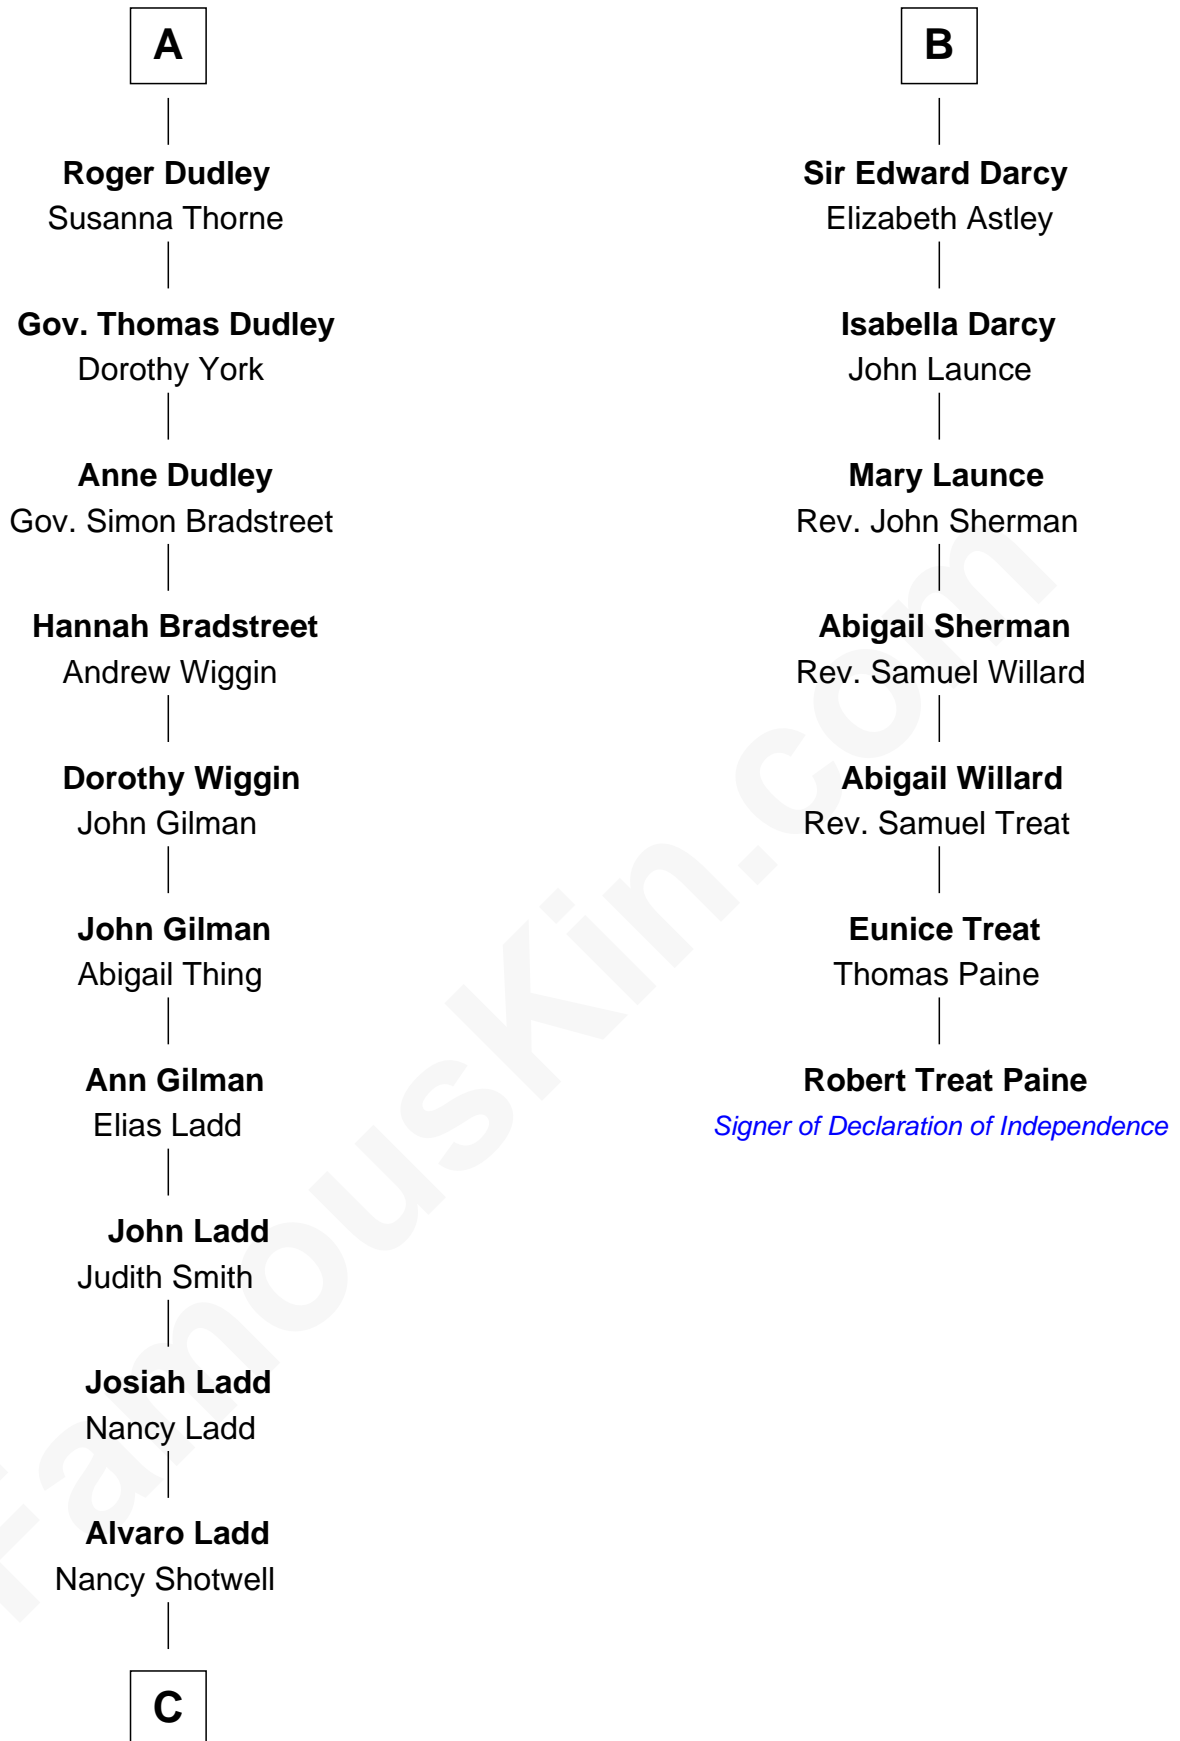 A
Roger Dudley
Susanna Thorne
Gov. Thomas Dudley
Dorothy York
Anne Dudley
Gov. Simon Bradstreet
Hannah Bradstreet
Andrew Wiggin
Dorothy Wiggin
John Gilman
John Gilman
Abigail Thing
Ann Gilman
Elias Ladd
John Ladd
Judith Smith
Josiah Ladd
Nancy Ladd
Alvaro Ladd
Nancy Shotwell
C
B
Sir Edward Darcy
Elizabeth Astley
Isabella Darcy
John Launce
Mary Launce
Rev. John Sherman
Abigail Sherman
Rev. Samuel Willard
Abigail Willard
Rev. Samuel Treat
Eunice Treat
Thomas Paine
Robert Treat Paine
Signer of Declaration of Independence
FamousKin.com